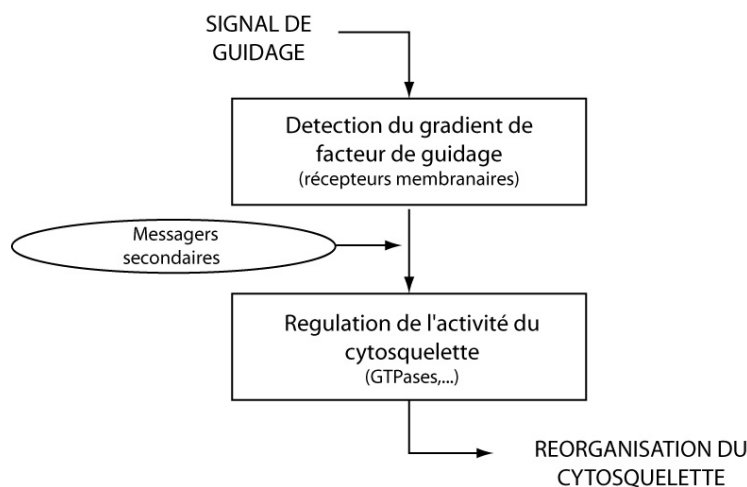 SIGNAL DE
GUIDAGE
Detection du gradient de
facteur de guidage
(récepteurs membranaires)
Messagers
secondaires
Regulation de l'activité du
cytosquelette
(GTPases,...)
REORGANISATION DU
CYTOSQUELETTE